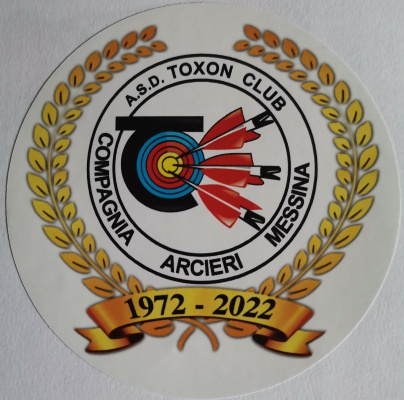 A.S.D. TOXON CLUB
COMPAGNIA ARCIERI MESSINA
1972 - 2022